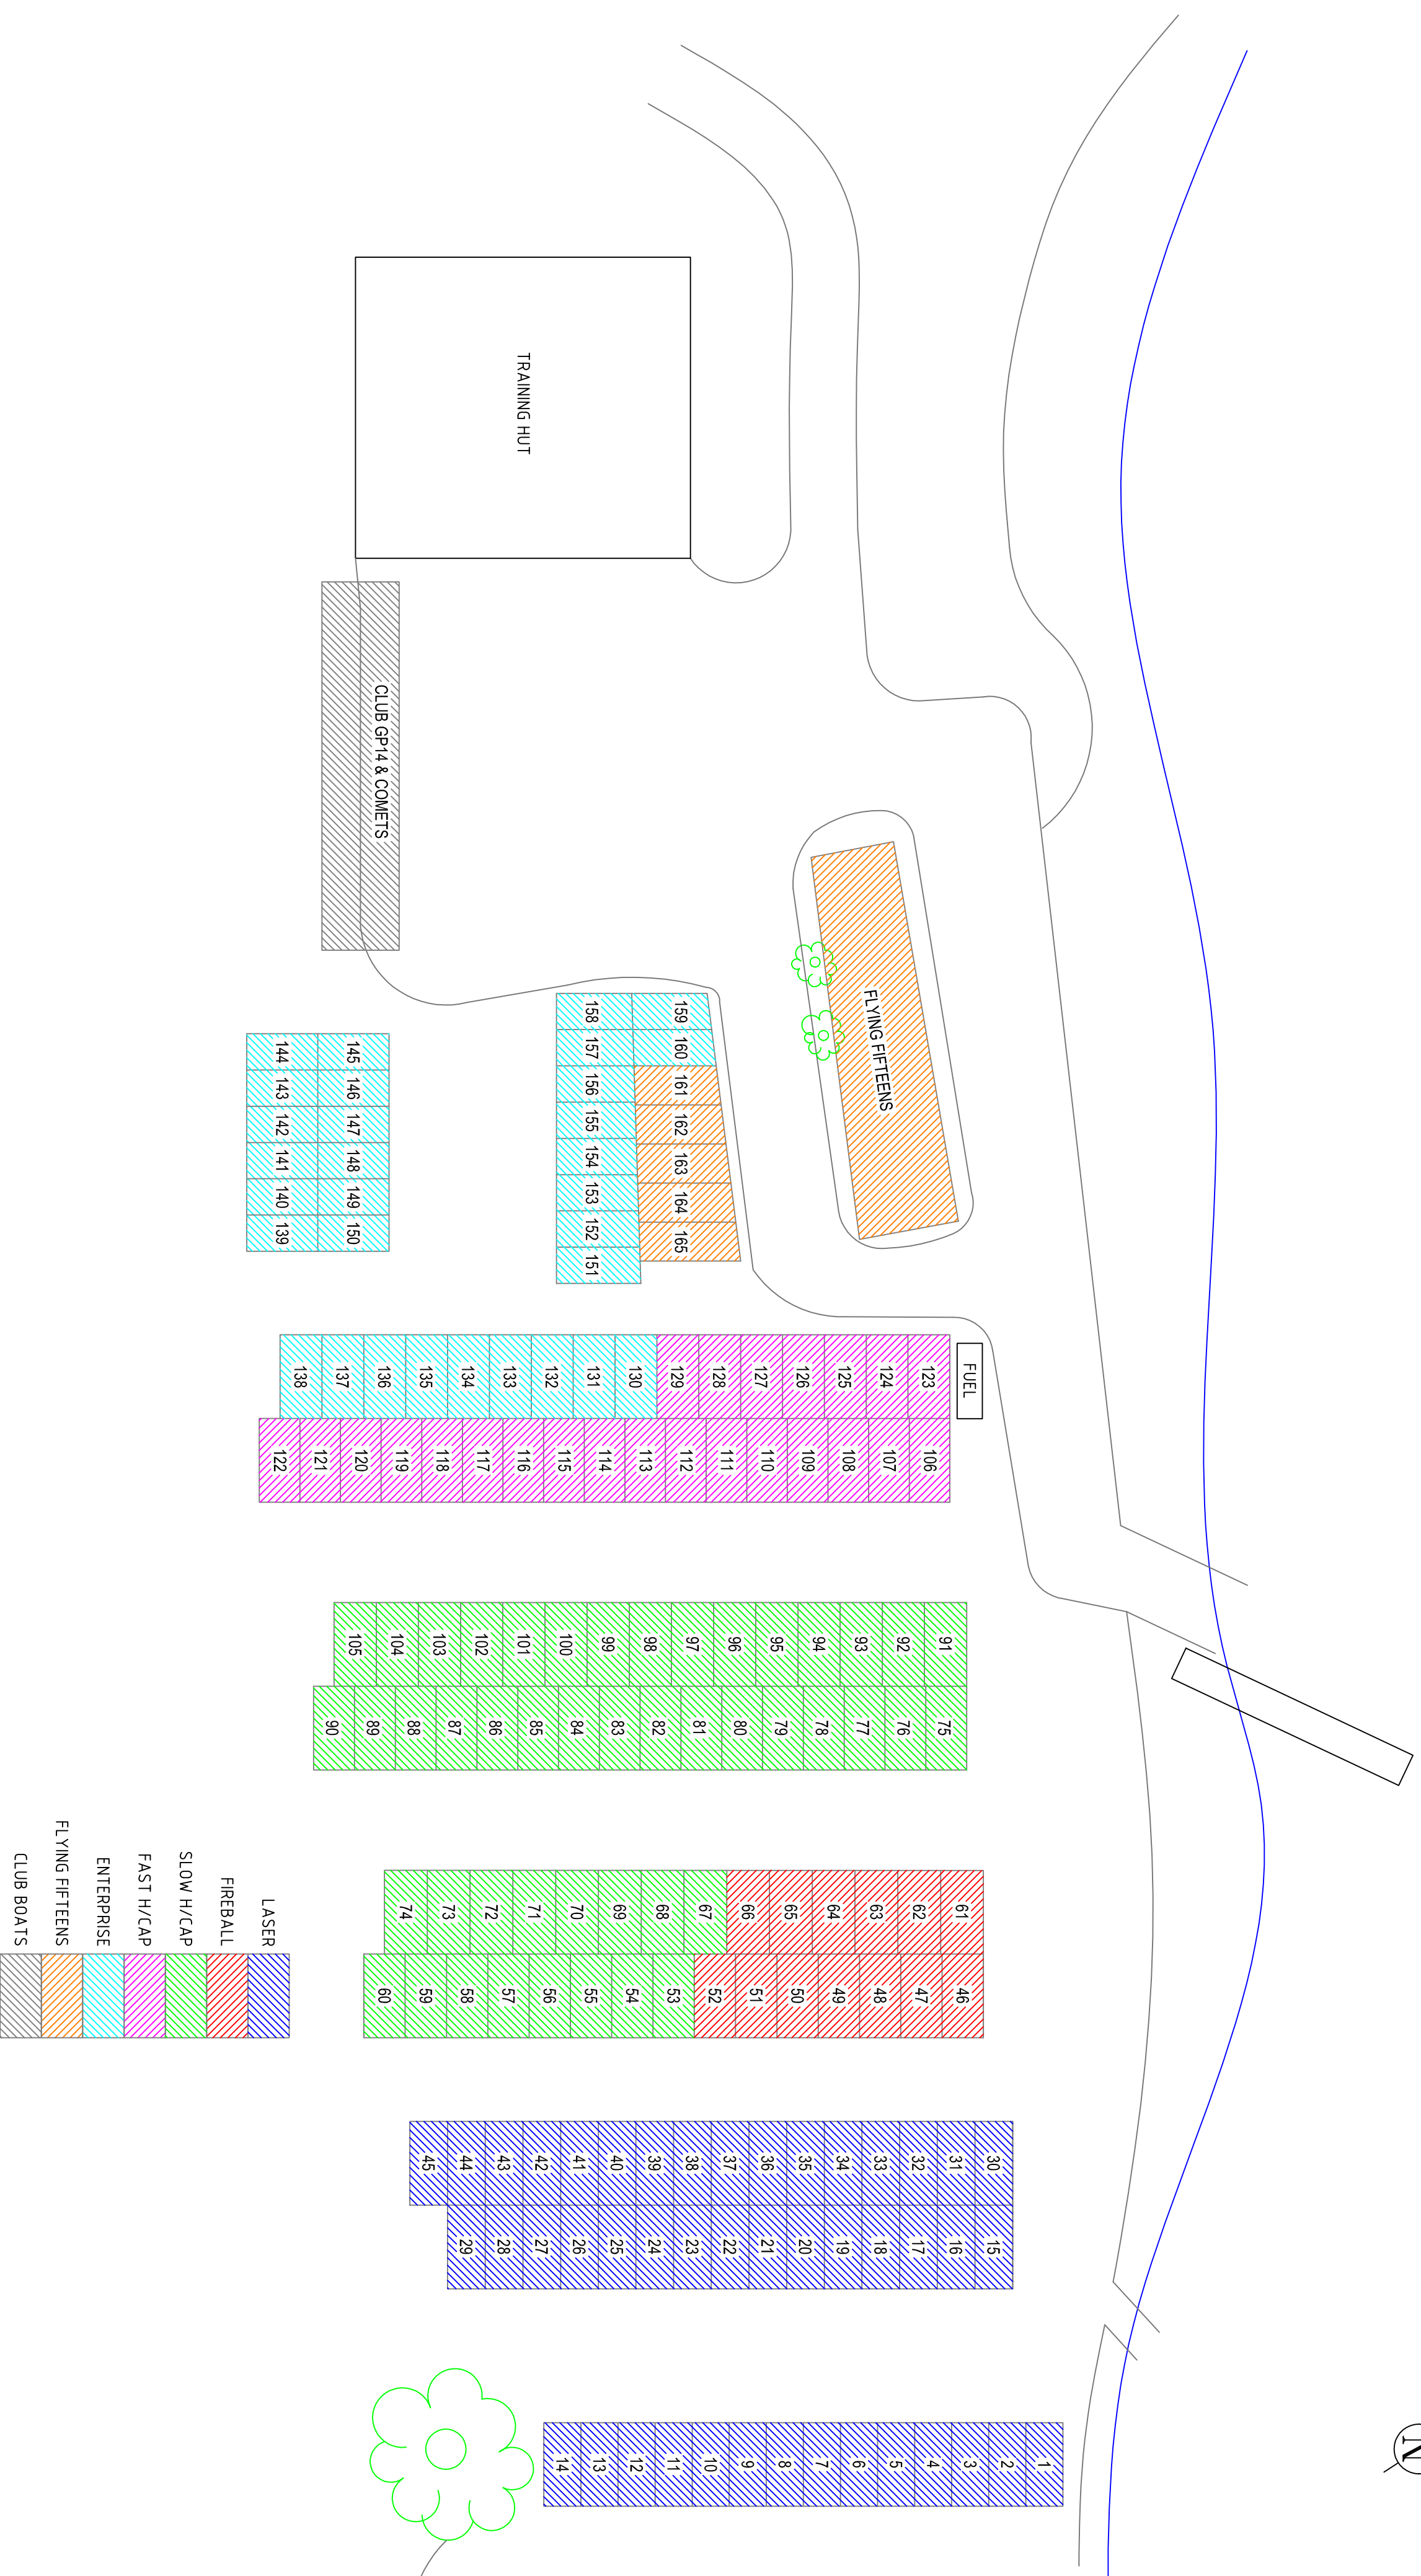 TRAINING HUT
CLUB GP14 & COMETS
FLYING FIFTEENS
158 159
157 160
156 161
155 162
154 163
153 164
152 165
151
144 145
143 146
142 147
141 148
140 149
139 150
FUEL
138 137 136 135 134 133 132 131 130 129 128 127 126 125 124 123
122 121 120 119 118 117 116 115 114 113 112 111 110 109 108 107 106
105 104 103 102 101 100 99 98 97 96 95 94 93 92 91
90 89 88 87 86 85 84 83 82 81 80 79 78 77 76 75
74 73 72 71 70 69 68 67 66 65 64 63 62 61
60 59 58 57 56 55 54 53 52 51 50 49 48 47 46
45 44 43 42 41 40 39 38 37 36 35 34 33 32 31 30
29 28 27 26 25 24 23 22 21 20 19 18 17 16 15
14 13 12 11 10 9 8 7 6 5 4 3 2 1
LASER
FIREBALL
SLOW H/CAP
FAST H/CAP
ENTERPRISE
FLYING FIFTEENS
CLUB BOATS
N